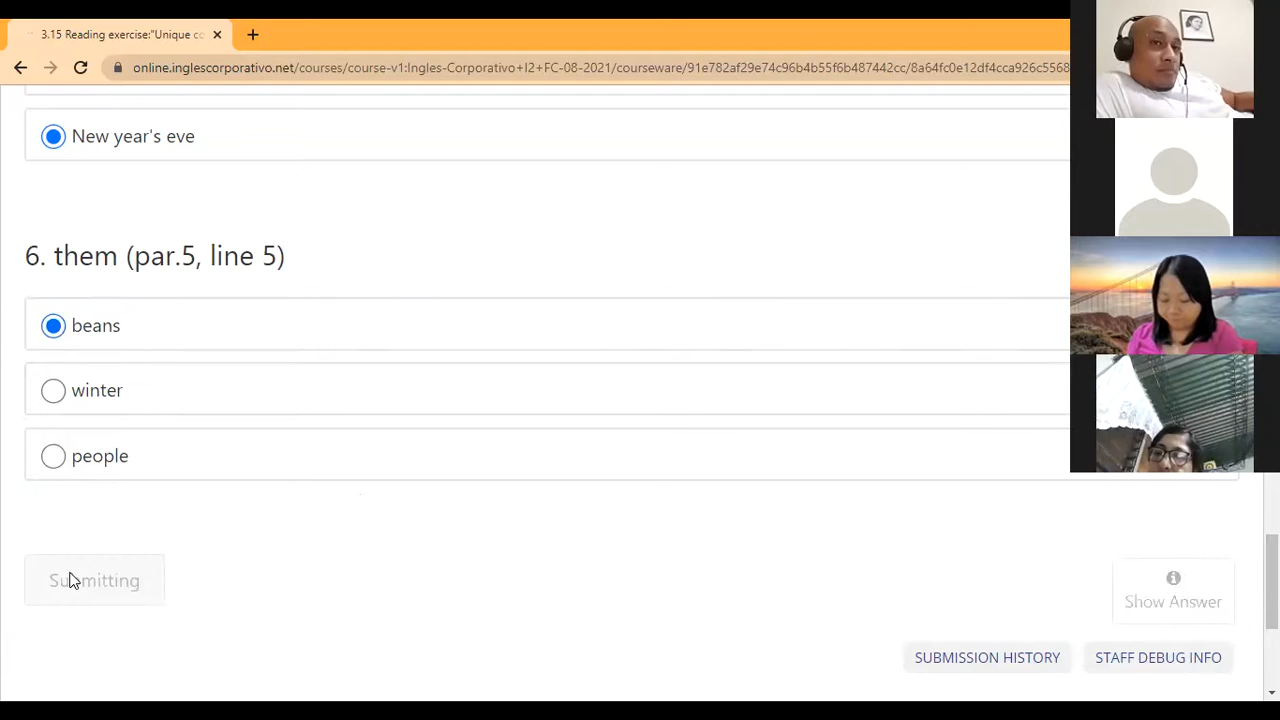 3.15 Reading exercise:"Unique co
online.inglescorporativo.net/courses/course-v1:Ingles-Corporativo+I2+FC-08-2021/courseware/91e782af29e74c96b4b55f6b487442cc/8a64fc0e12df4cca926c5568
New year's eve
6. them (par.5, line 5)
beans
winter
people
Submitting
Show Answer
SUBMISSION HISTORY
STAFF DEBUG INFO